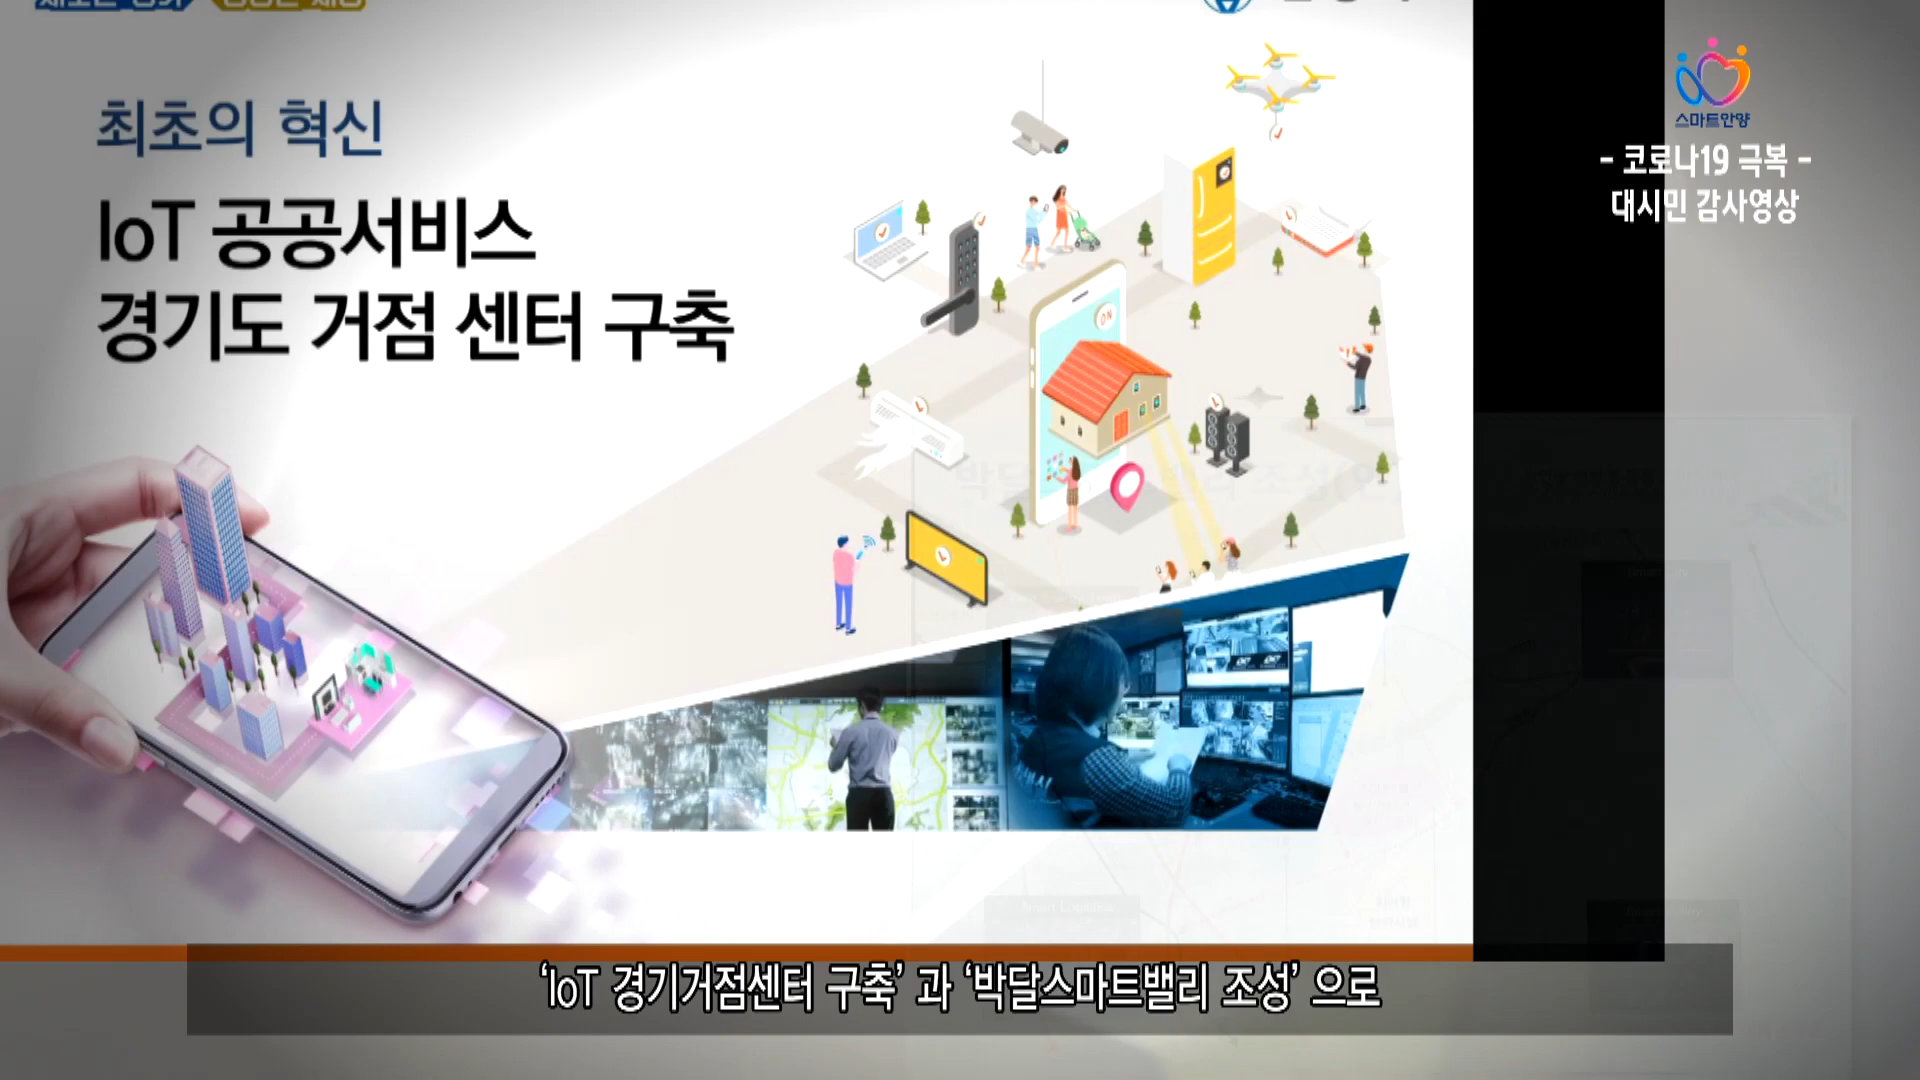 스마트안양
- 코로나19 극복 -
대시민 감사영상
최초의 혁신
IoT 공공서비스
경기도 거점 센터 구축
ON
‘IoT 경기거점센터 구축’ 과 ‘박달스마트밸리 조성’ 으로